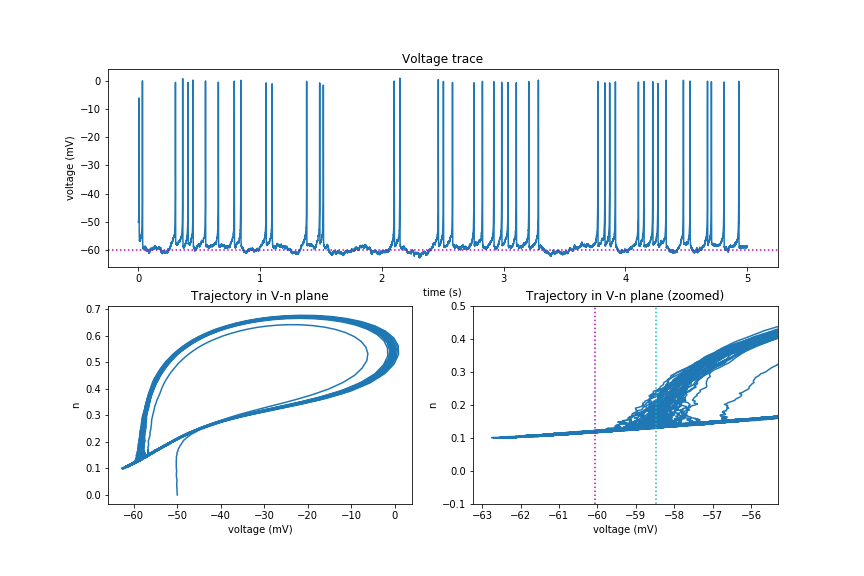 Voltage trace
voltage (mV)
0
−10
−20
−30
−40
−50
−60
0 1 2 3 4 5
time (s)
Trajectory in V-n plane
n
0.7
0.6
0.5
0.4
0.3
0.2
0.1
0.0
−60 −50 −40 −30 −20 −10 0
voltage (mV)
Trajectory in V-n plane (zoomed)
n
0.5
0.4
0.3
0.2
0.1
0.0
−0.1
−63 −62 −61 −60 −59 −58 −57 −56
voltage (mV)